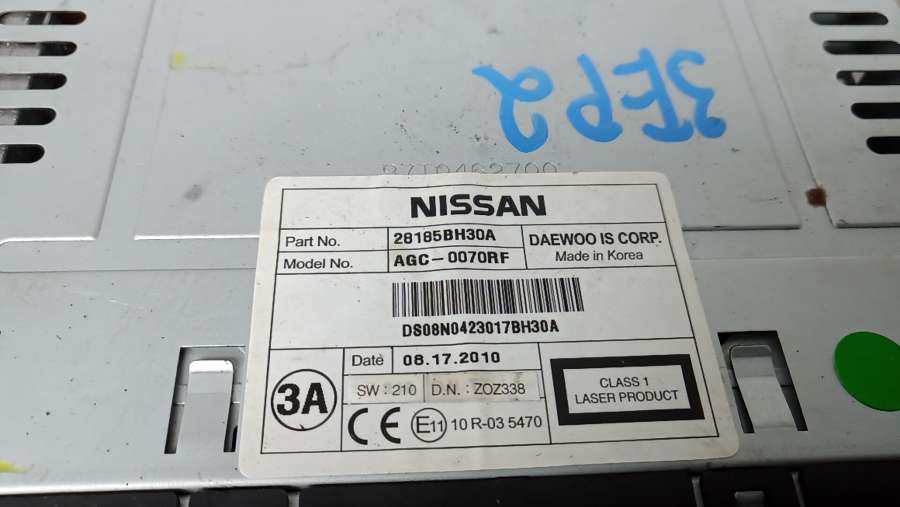 3EP2
NISSAN
Part No. 28185BH30A
Model No. AGC-0070RF
DAEWOO IS CORP.
Made in Korea
DS08N0423017BH30A
3A
Date 08.17.2010
SW : 210 D.N. : ZOZ338
CE E11 10 R-03 5470
CLASS 1
LASER PRODUCT